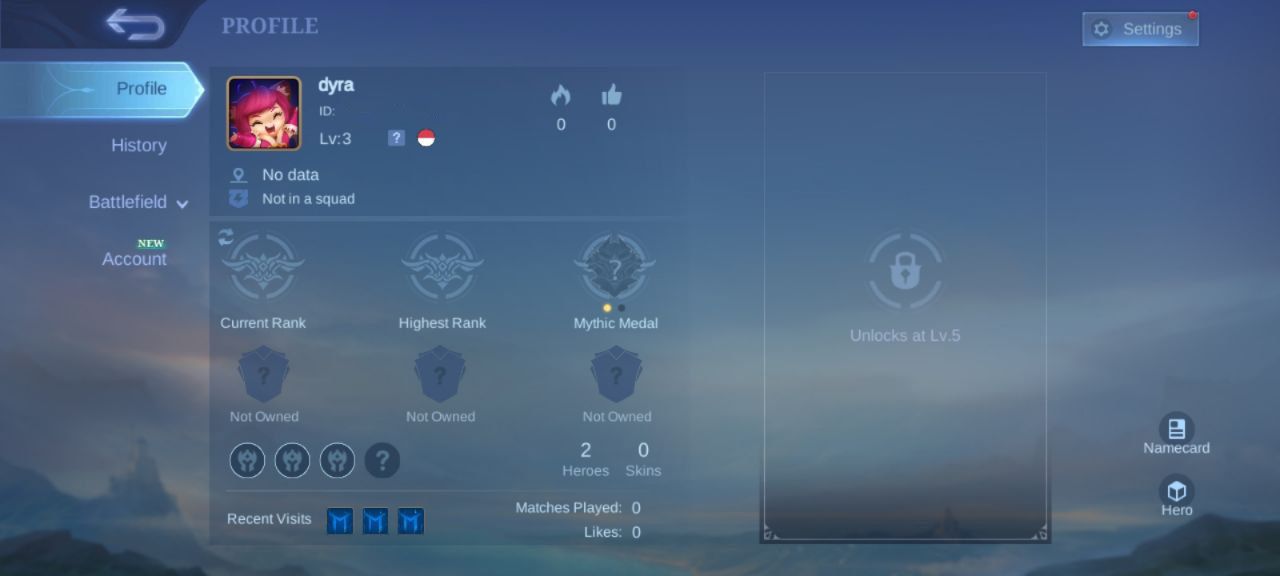 PROFILE
Settings
Profile
History
Battlefield
NEW
Account
dyra
ID:
Lv:3
?
0
0
No data
Not in a squad
?
Current Rank
Highest Rank
Mythic Medal
?
?
?
Not Owned
Not Owned
Not Owned
?
2
0
Heroes
Skins
Recent Visits
Matches Played: 0
Likes: 0
Unlocks at Lv.5
Namecard
Hero